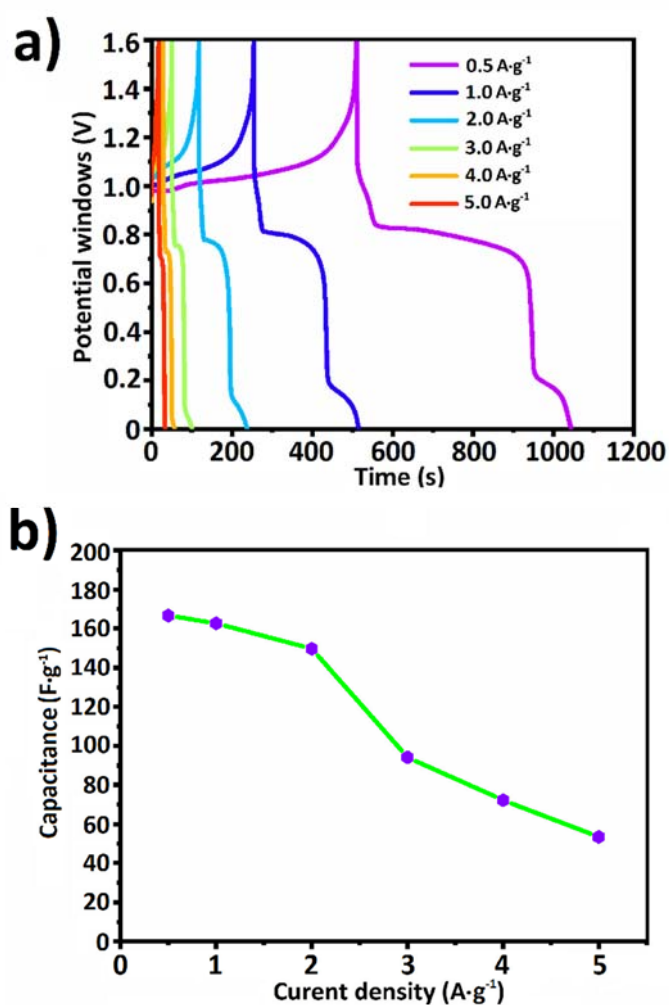 a)
Potential windows (V)
1.6
1.4
1.2
1.0
0.8
0.6
0.4
0.2
0
0.5 A·g⁻¹
1.0 A·g⁻¹
2.0 A·g⁻¹
3.0 A·g⁻¹
4.0 A·g⁻¹
5.0 A·g⁻¹
0 200 400 600 800 1000 1200
Time (s)
b)
Capacitance (F·g⁻¹)
200
180
160
140
120
100
80
60
40
20
0
0 1 2 3 4 5
Curent density (A·g⁻¹)